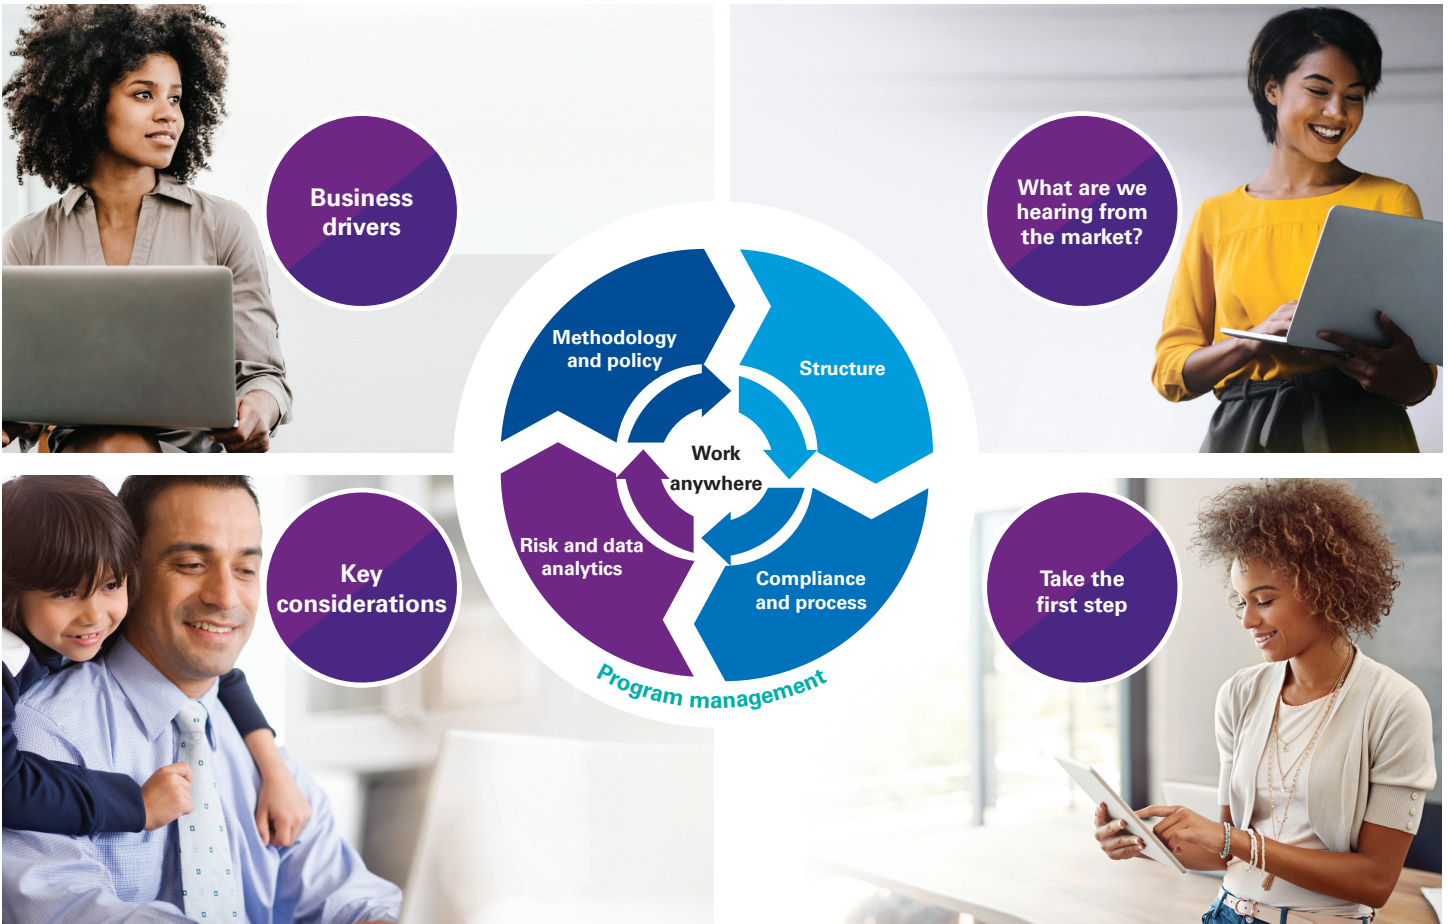 Business
drivers
What are we
hearing from
the market?
Methodology
and policy
Structure
Work
anywhere
Risk and data
analytics
Compliance
and process
Program management
Key
considerations
Take the
first step